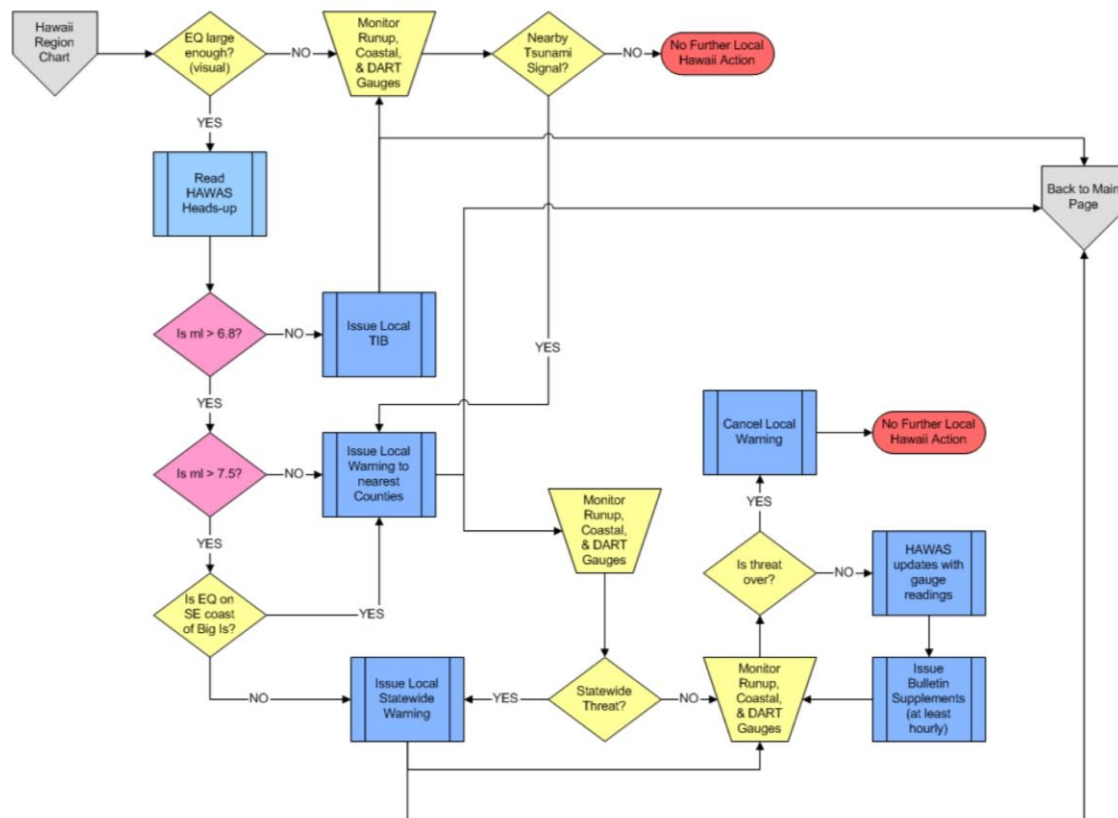 Hawaii
Region
Chart
EQ large
enough?
(visual)
NO
Monitor
Runup,
Coastal,
& DART
Gauges
Nearby
Tsunami
Signal?
NO
No Further Local
Hawaii Action
YES
Read
HAWAS
Heads-up
Back to Main
Page
Is ml > 6.8?
NO
Issue Local
TIB
YES
YES
Is ml > 7.5?
NO
Issue Local
Warning to
nearest
Counties
Cancel Local
Warning
No Further Local
Hawaii Action
YES
Monitor
Runup,
Coastal,
& DART
Gauges
YES
Is threat
over?
NO
HAWAS
updates with
gauge
readings
Is EQ on
SE coast
of Big Is?
YES
NO
Issue Local
Statewide
Warning
YES
Statewide
Threat?
NO
Monitor
Runup,
Coastal,
& DART
Gauges
Issue
Bulletin
Supplements
(at least
hourly)